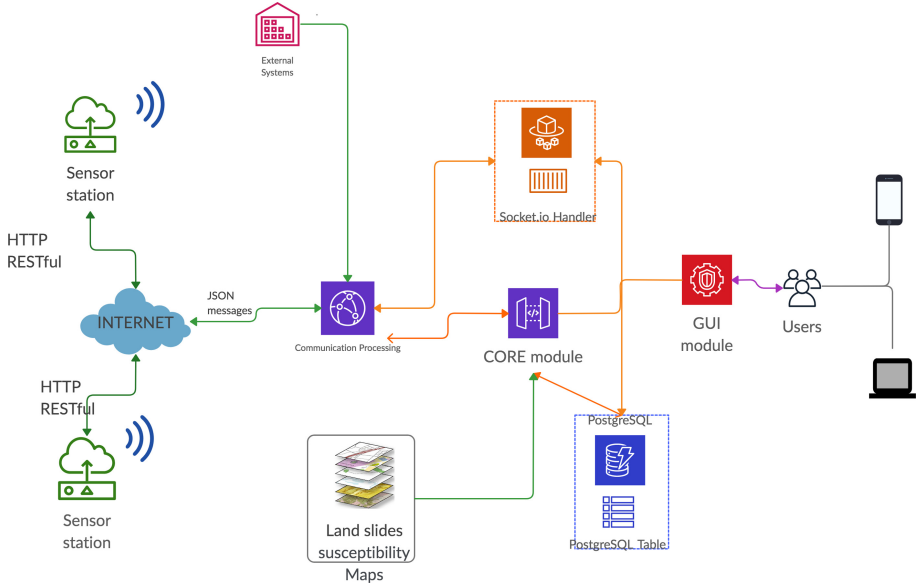 External
Systems
Sensor
station
HTTP
RESTful
Socket.io Handler
JSON
messages
INTERNET
Communication Processing
CORE module
GUI
module
Users
HTTP
RESTful
PostgreSQL
Sensor
station
Land slides
susceptibility
Maps
PostgreSQL Table